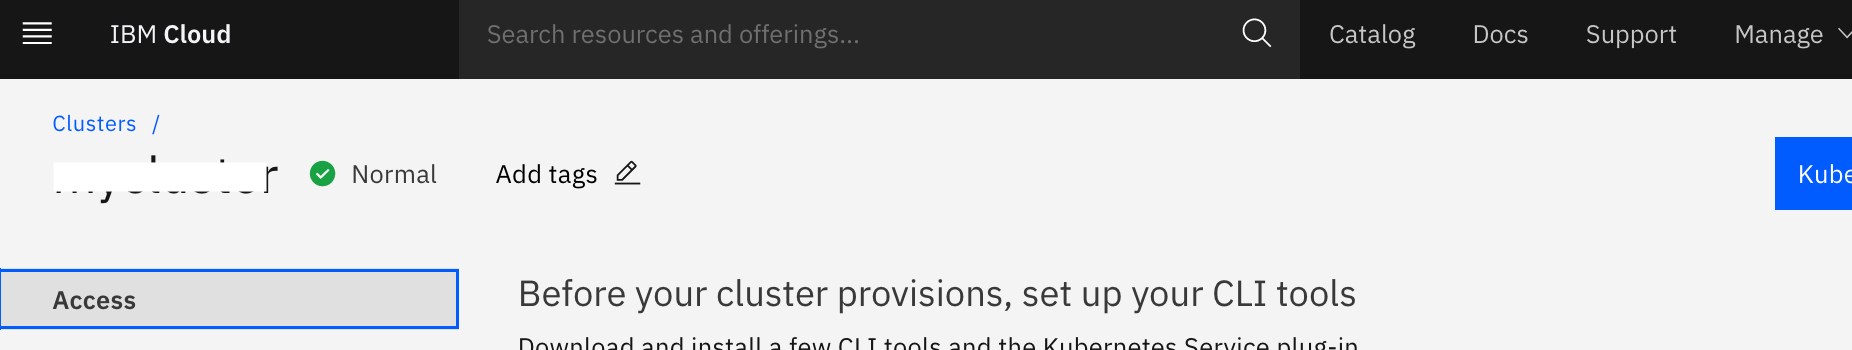 IBM Cloud
Search resources and offerings...
Catalog
Docs
Support
Manage
Clusters /
Normal
Add tags
Kube
Access
Before your cluster provisions, set up your CLI tools
Download and install a few CLI tools and the Kubernetes Service plug-in